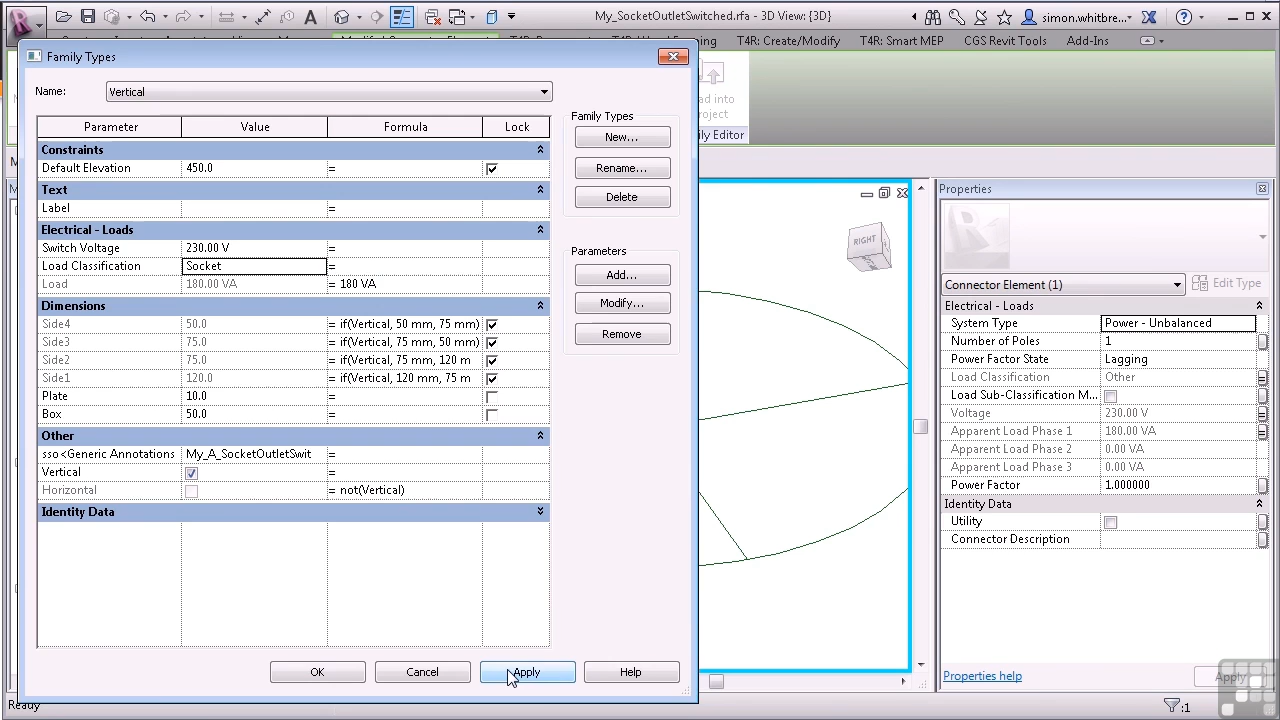 My_SocketOutletSwitched.rfa - 3D View: {3D}
simon.whitbre...
T4R: Create/Modify
T4R: Smart MEP
CGS Revit Tools
Add-Ins
Family Types
Name:
Vertical
Parameter Value Formula Lock
Constraints
Default Elevation 450.0 =
Text
Label =
Electrical - Loads
Switch Voltage 230.00 V =
Load Classification Socket =
Load 180.00 VA = 180 VA
Dimensions
Side4 50.0 = if(Vertical, 50 mm, 75 mm)
Side3 75.0 = if(Vertical, 75 mm, 50 mm)
Side2 75.0 = if(Vertical, 75 mm, 120 m
Side1 120.0 = if(Vertical, 120 mm, 75 m
Plate 10.0 =
Box 50.0 =
Other
sso<Generic Annotations My_A_SocketOutletSwit =
Vertical =
Horizontal = not(Vertical)
Identity Data
Family Types
New...
Rename...
Delete
Parameters
Add...
Modify...
Remove
OK
Cancel
Apply
Help
ad into
roject
ly Editor
RIGHT
Properties
Connector Element (1)
Edit Type
Electrical - Loads
System Type Power - Unbalanced
Number of Poles 1
Power Factor State Lagging
Load Classification Other
Load Sub-Classification M...
Voltage 230.00 V
Apparent Load Phase 1 180.00 VA
Apparent Load Phase 2 0.00 VA
Apparent Load Phase 3 0.00 VA
Power Factor 1.000000
Identity Data
Utility
Connector Description
Properties help
Apply
Ready
:1